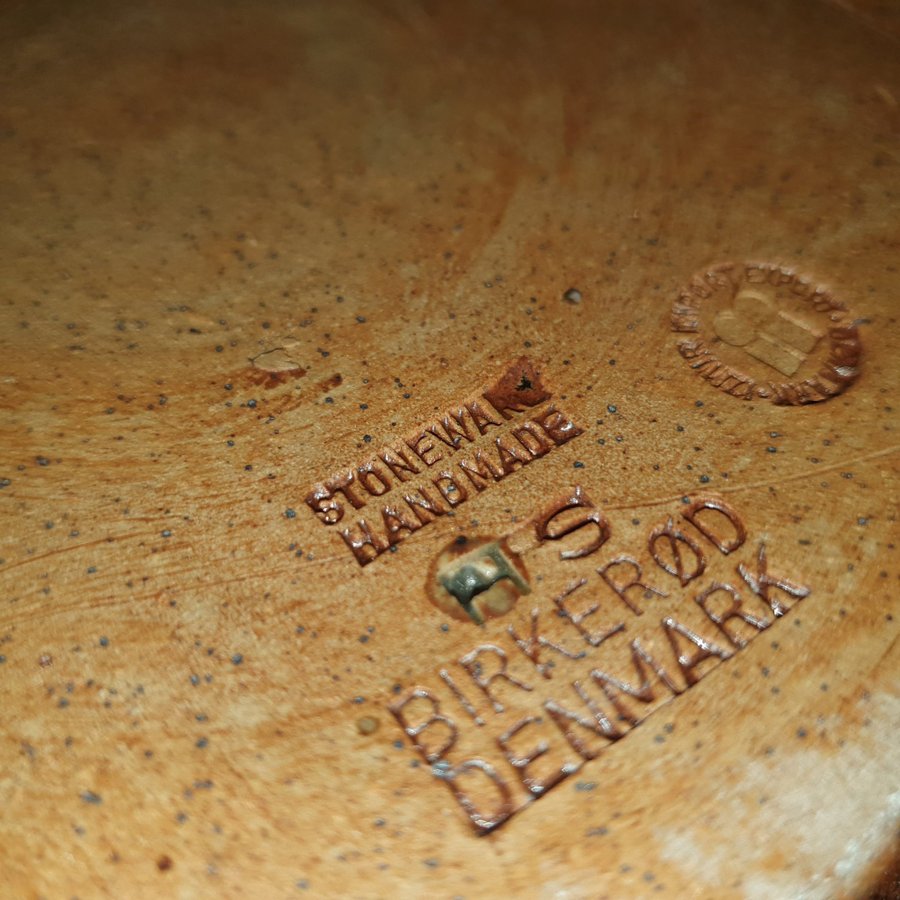 STONEWARE
HANDMADE
H S
BIRKERØD
DENMARK